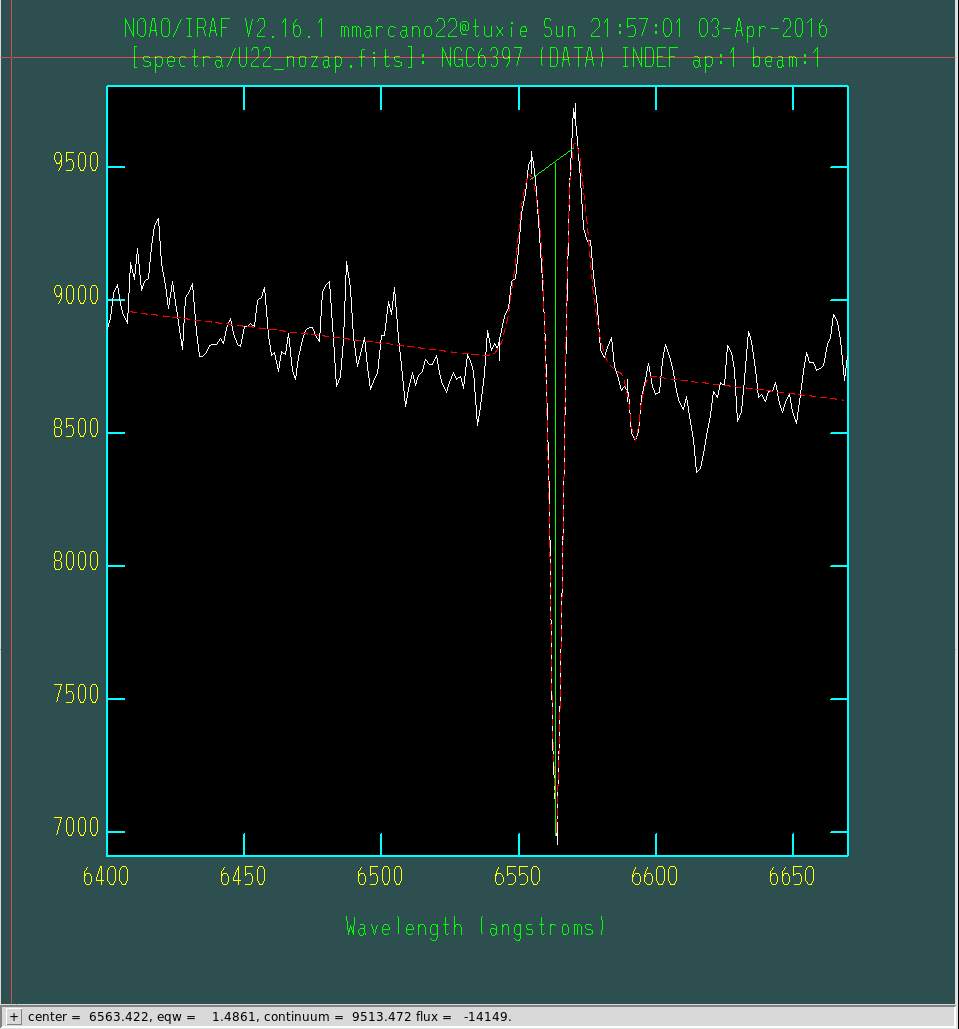 NOAO/IRAF V2.16.1 mmarcano22@tuxie Sun 21:57:01 03-Apr-2016
[spectra/U22_nozap.fits]: NGC6397 (DATA) INDEF ap:1 beam:1
9500
9000
8500
8000
7500
7000
6400 6450 6500 6550 6600 6650
Wavelength (angstroms)
+ center = 6563.422, eqw = 1.4861, continuum = 9513.472 flux = -14149.